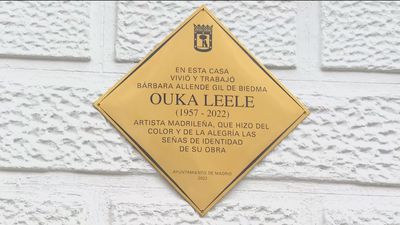 EN ESTA CASA
VIVIÓ Y TRABAJÓ
BÁRBARA ALLENDE GIL DE BIEDMA
OUKA LEELE
(1957 - 2022)
ARTISTA MADRILEÑA, QUE HIZO DEL
COLOR Y DE LA ALEGRÍA LAS
SEÑAS DE IDENTIDAD
DE SU OBRA
AYUNTAMIENTO DE MADRID
2022